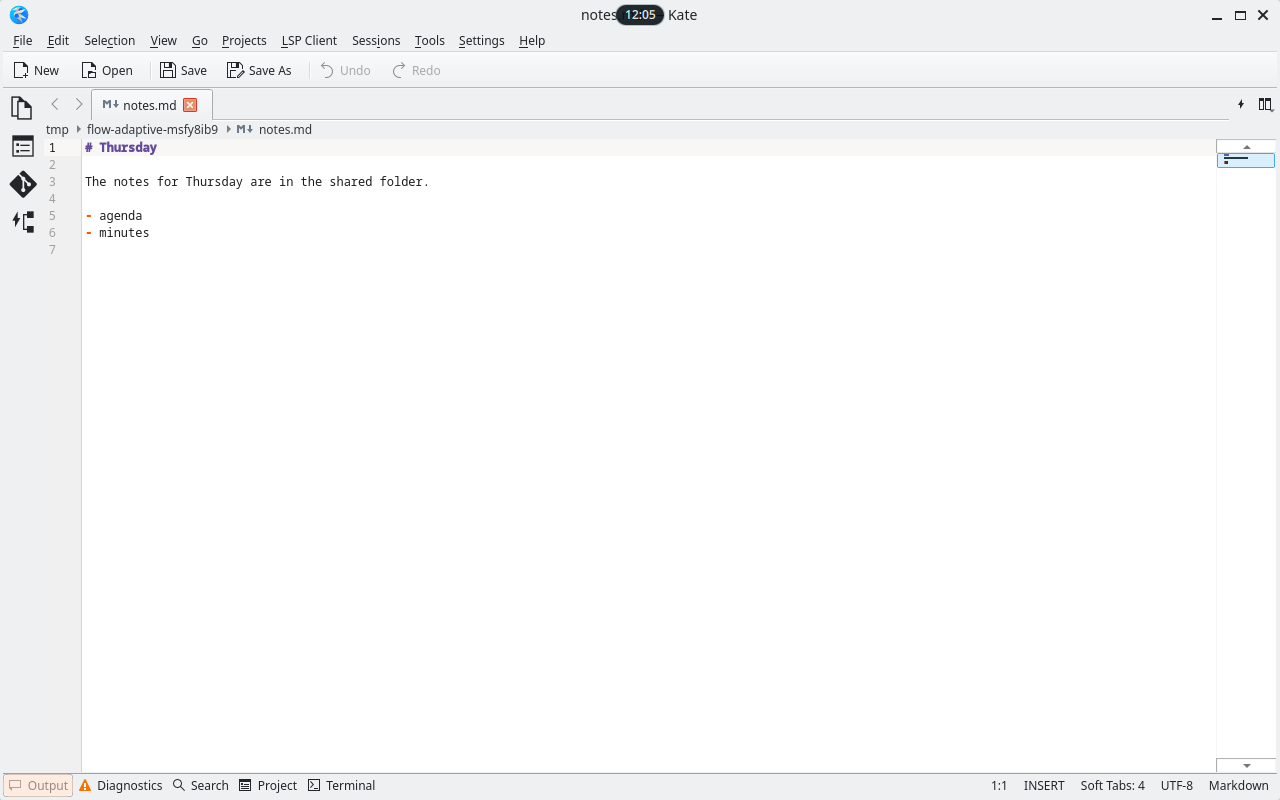 notes
12:05
Kate
File Edit Selection View Go Projects LSP Client Sessions Tools Settings Help
New Open Save Save As Undo Redo
notes.md
tmp flow-adaptive-msfy8ib9 notes.md
1 # Thursday
2
3 The notes for Thursday are in the shared folder.
4
5 - agenda
6 - minutes
7
Output Diagnostics Search Project Terminal 1:1 INSERT Soft Tabs: 4 UTF-8 Markdown